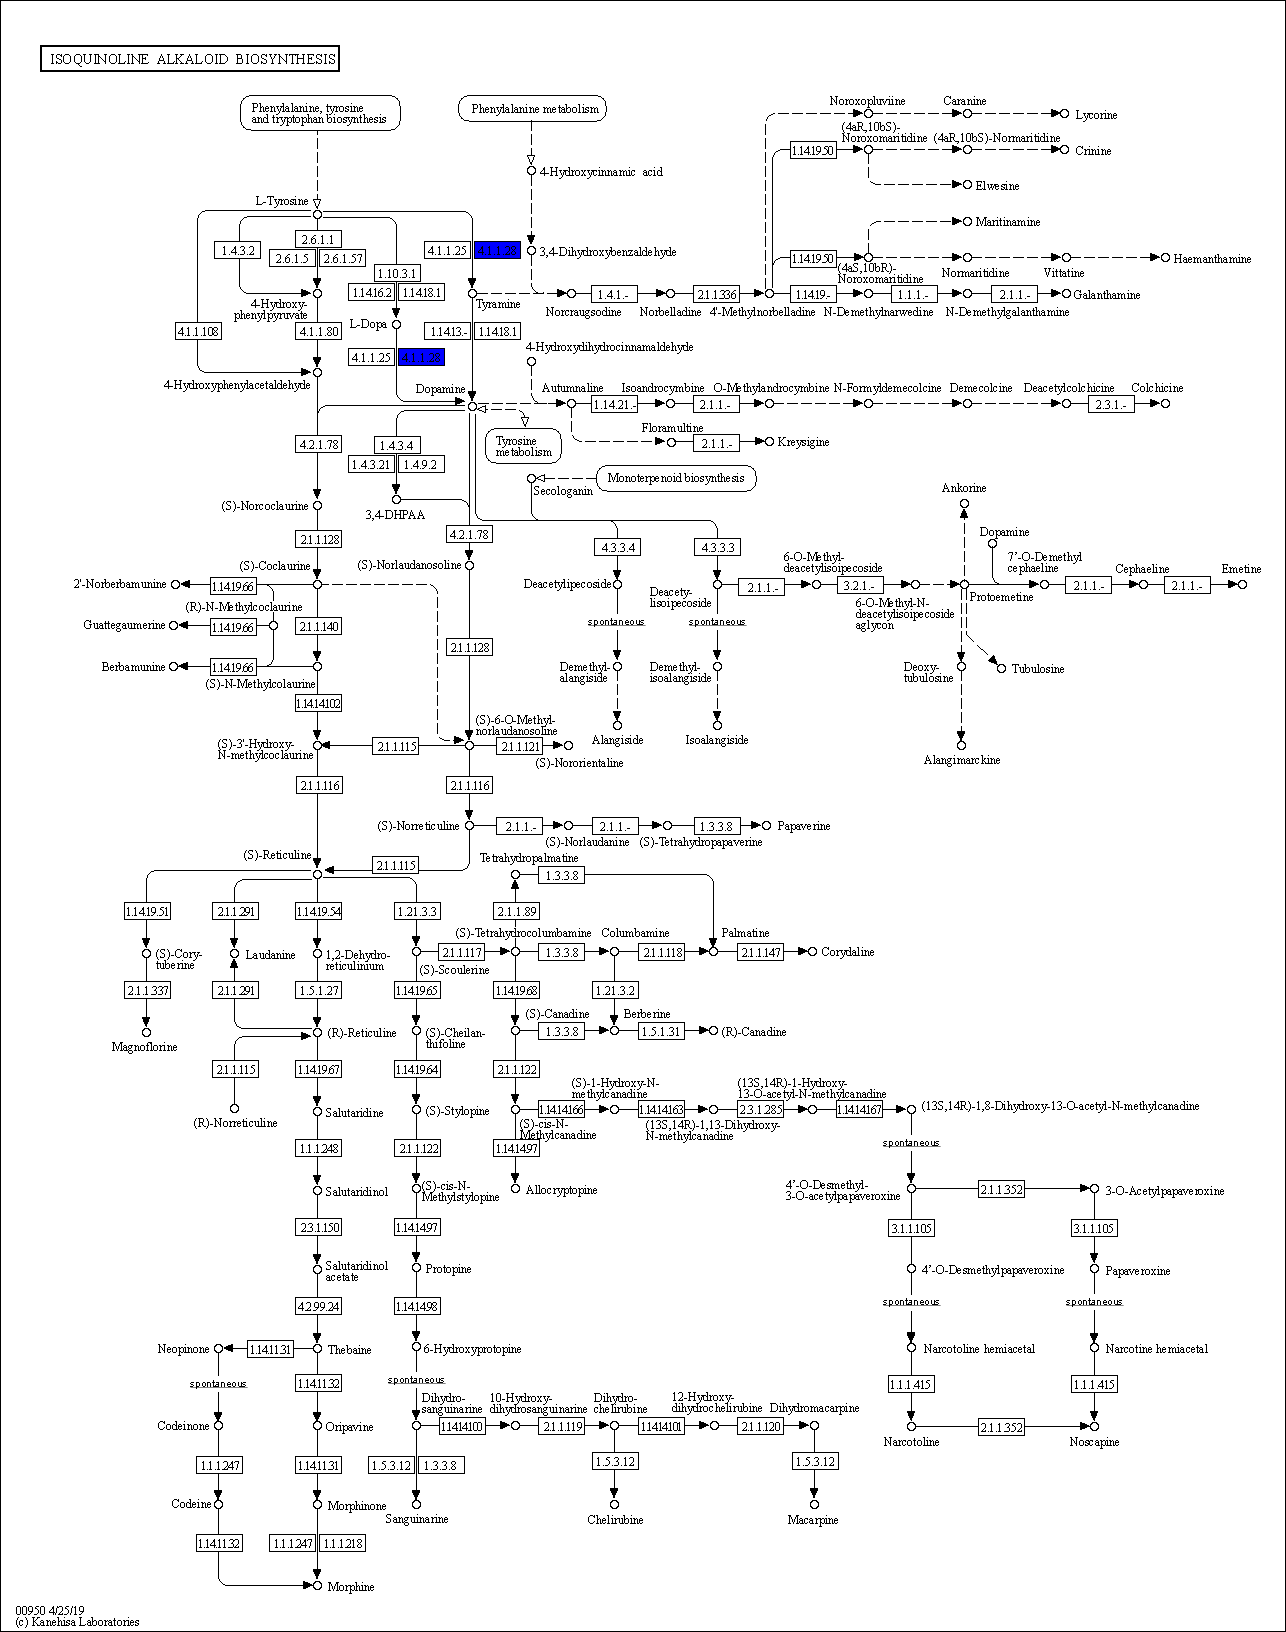 ISOQUINOLINE ALKALOID BIOSYNTHESIS
Phenylalanine, tyrosine
and tryptophan biosynthesis
Phenylalanine metabolism
Noroxopluviine
Caranine
Lycorine
(4aR,10bS)-
Noroxomaritidine
(4aR,10bS)-Normaritidine
1.14.19.50
Crinine
4-Hydroxycinnamic acid
Elwesine
L-Tyrosine
Maritinamine
1.4.3.2
2.6.1.1
2.6.1.5
2.6.1.57
4.1.1.25
4.1.1.28
3,4-Dihydroxybenzaldehyde
1.14.19.50
Haemanthamine
(4aS,10bR)-
Noroxomaritidine
Normaritidine
Vittatine
1.10.3.1
1.14.16.2
1.14.18.1
4-Hydroxy-
phenylpyruvate
Tyramine
1.4.1.-
2.1.1.336
1.14.19.-
1.1.1.-
2.1.1.-
Galanthamine
Norcraugsodine
Norbelladine
4'-Methylnorbelladine
N-Demethylnarwedine
N-Demethylgalanthamine
L-Dopa
4.1.1.108
4.1.1.80
1.14.13.-
1.14.18.1
4.1.1.25
4.1.1.28
4-Hydroxydihydrocinnamaldehyde
4-Hydroxyphenylacetaldehyde
Dopamine
Autumnaline
Isoandrocymbine
O-Methylandrocymbine
N-Formyldemecolcine
Demecolcine
Deacetylcolchicine
Colchicine
1.14.21.-
2.1.1.-
2.3.1.-
Floramultine
2.1.1.-
Kreysigine
4.2.1.78
1.4.3.4
1.4.3.21
1.4.9.2
Tyrosine
metabolism
Monoterpenoid biosynthesis
Secologanin
(S)-Norcoclaurine
3,4-DHPAA
Ankorine
2.1.1.128
4.2.1.78
4.3.3.4
4.3.3.3
Dopamine
6-O-Methyl-
deacetylisoipecoside
7'-O-Demethyl
cephaeline
Cephaeline
Emetine
(S)-Coclaurine
(S)-Norlaudanosoline
2'-Norberbamunine
1.14.19.66
Deacetylipecoside
Deacety-
lisoipecoside
2.1.1.-
3.2.1.-
2.1.1.-
2.1.1.-
Protoemetine
6-O-Methyl-N-
deacetylisoipecoside
aglycon
(R)-N-Methylcoclaurine
Guattegaumerine
1.14.19.66
2.1.1.140
spontaneous
spontaneous
2.1.1.128
Berbamunine
1.14.19.66
(S)-N-Methylcolaurine
Demethyl-
alangiside
Demethyl-
isoalangiside
Deoxy-
tubulosine
Tubulosine
1.14.14.102
(S)-3'-Hydroxy-
N-methylcoclaurine
2.1.1.115
(S)-6-O-Methyl-
norlaudanosoline
2.1.1.121
(S)-Nororientaline
Alangiside
Isoalangiside
Alangimarckine
2.1.1.116
2.1.1.116
(S)-Norreticuline
2.1.1.-
2.1.1.-
1.3.3.8
Papaverine
(S)-Norlaudanine
(S)-Tetrahydropapaverine
(S)-Reticuline
2.1.1.115
Tetrahydropalmatine
1.3.3.8
1.14.19.51
2.1.1.291
1.14.19.54
1.21.3.3
2.1.1.89
(S)-Tetrahydrocolumbamine
Columbamine
Palmatine
(S)-Cory-
tuberine
Laudanine
1,2-Dehydro-
reticulinium
2.1.1.117
1.3.3.8
2.1.1.118
2.1.1.147
Corydaline
(S)-Scoulerine
2.1.1.337
2.1.1.291
1.5.1.27
1.14.19.65
1.14.19.68
1.21.3.2
(S)-Canadine
Berberine
Magnoflorine
(R)-Reticuline
(S)-Cheilan-
thifoline
1.3.3.8
1.5.1.31
(R)-Canadine
2.1.1.115
1.14.19.67
1.14.19.64
2.1.1.122
(S)-1-Hydroxy-N-
methylcanadine
(13S,14R)-1-Hydroxy-
13-O-acetyl-N-methylcanadine
(R)-Norreticuline
Salutaridine
(S)-Stylopine
1.14.14.166
1.14.14.163
2.3.1.285
1.14.14.167
(13S,14R)-1,8-Dihydroxy-13-O-acetyl-N-methylcanadine
(S)-cis-N-
Methylcanadine
(13S,14R)-1,13-Dihydroxy-
N-methylcanadine
1.1.1.248
2.1.1.122
1.14.14.97
spontaneous
Salutaridinol
(S)-cis-N-
Methylstylopine
Allocryptopine
4'-O-Desmethyl-
3-O-acetylpapaveroxine
2.1.1.352
3-O-Acetylpapaveroxine
2.3.1.150
1.14.14.97
3.1.1.105
3.1.1.105
Salutaridinol
acetate
Protopine
4'-O-Desmethylpapaveroxine
Papaveroxine
4.2.99.24
1.14.14.98
spontaneous
spontaneous
Neopinone
1.14.11.31
Thebaine
6-Hydroxyprotopine
Narcotoline hemiacetal
Narcotine hemiacetal
spontaneous
1.14.11.32
spontaneous
1.1.1.415
1.1.1.415
Dihydro-
sanguinarine
10-Hydroxy-
dihydrosanguinarine
Dihydro-
chelirubine
12-Hydroxy-
dihydrochelirubine
Dihydromacarpine
Codeinone
Oripavine
1.14.14.100
2.1.1.119
1.14.14.101
2.1.1.120
2.1.1.352
Narcotoline
Noscapine
1.1.1.247
1.14.11.31
1.5.3.12
1.3.3.8
1.5.3.12
1.5.3.12
Codeine
Morphinone
Sanguinarine
Chelirubine
Macarpine
1.14.11.32
1.1.1.247
1.1.1.218
Morphine
00950 4/25/19
(c) Kanehisa Laboratories